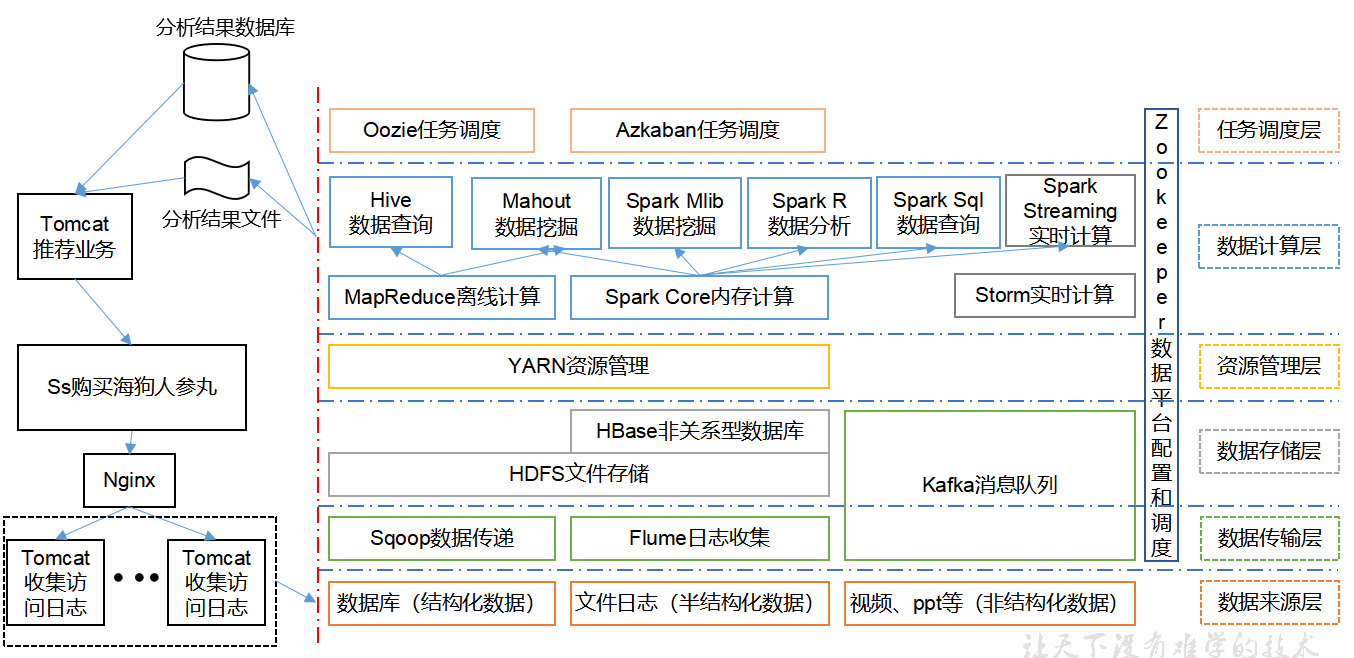 分析结果数据库
分析结果文件
Tomcat
推荐业务
Ss购买海狗人参丸
Nginx
Tomcat
收集访
问日志
Tomcat
收集访
问日志
Oozie任务调度
Azkaban任务调度
任务调度层
Hive
数据查询
Mahout
数据挖掘
Spark Mlib
数据挖掘
Spark R
数据分析
Spark Sql
数据查询
Spark
Streaming
实时计算
数据计算层
MapReduce离线计算
Spark Core内存计算
Storm实时计算
YARN资源管理
资源管理层
HBase非关系型数据库
HDFS文件存储
Kafka消息队列
数据存储层
Sqoop数据传递
Flume日志收集
数据传输层
数据库（结构化数据）
文件日志（半结构化数据）
视频、ppt等（非结构化数据）
数据来源层
Zookeeper数据平台配置和调度
让天下没有难学的技术